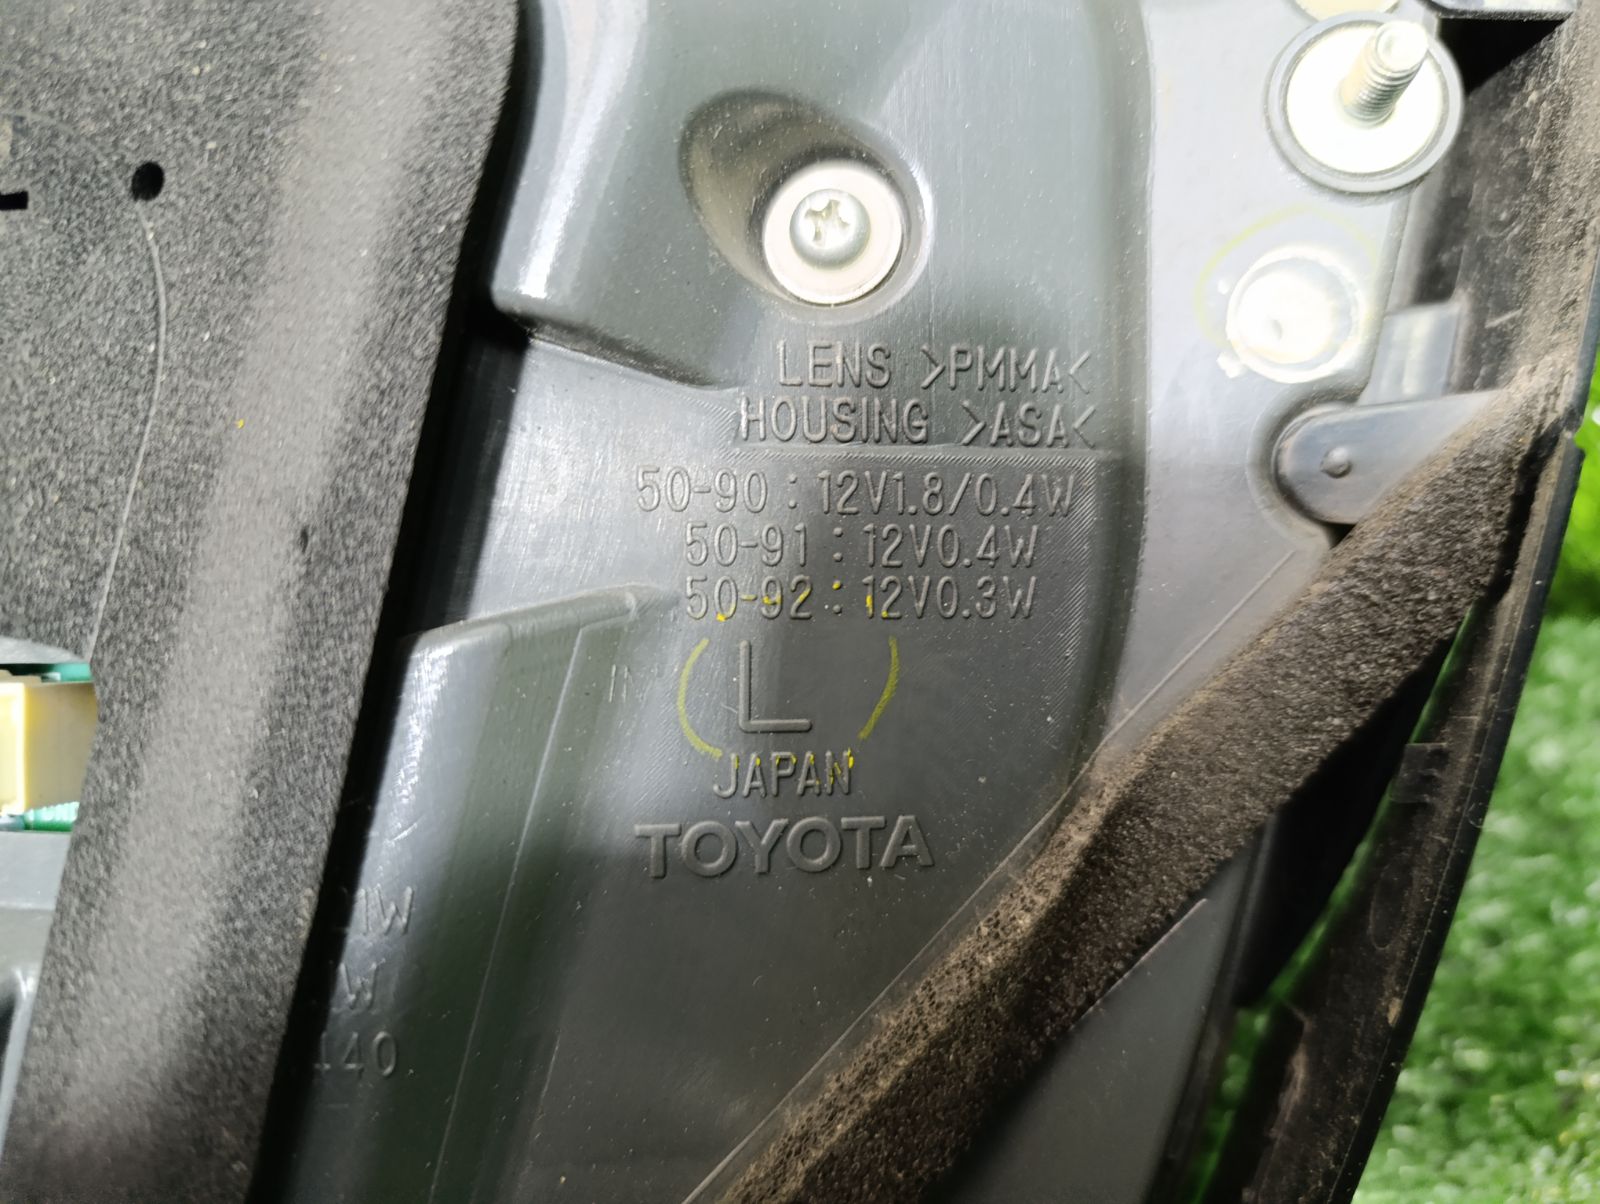 LENS >PMMA<
HOUSING >ASA<
50-90 : 12V1.8/0.4W
50-91 : 12V0.4W
50-92 : 12V0.3W
L
JAPAN
TOYOTA
W